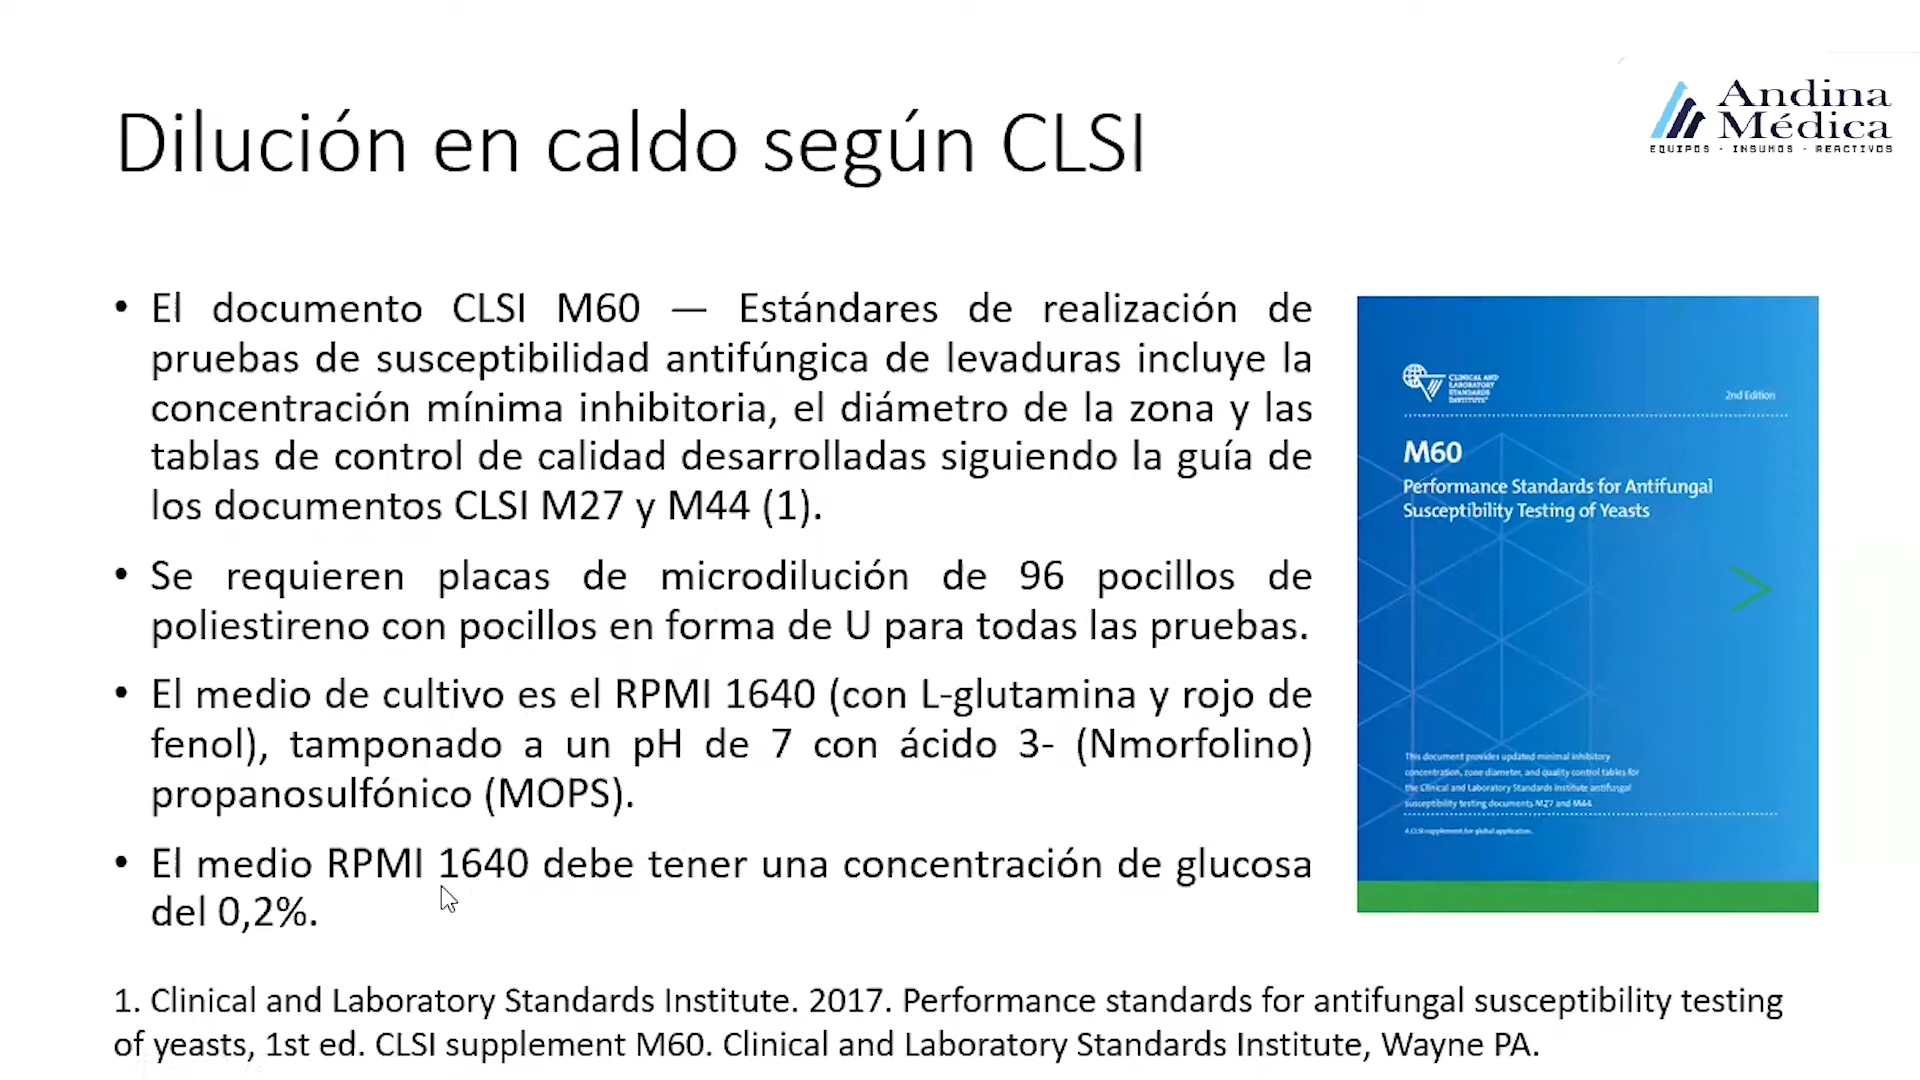 Andina
Médica
EQUIPOS - INSUMOS - REACTIVOS
Dilución en caldo según CLSI
• El documento CLSI M60 — Estándares de realización de
pruebas de susceptibilidad antifúngica de levaduras incluye la
concentración mínima inhibitoria, el diámetro de la zona y las
tablas de control de calidad desarrolladas siguiendo la guía de
los documentos CLSI M27 y M44 (1).
• Se requieren placas de microdilución de 96 pocillos de
poliestireno con pocillos en forma de U para todas las pruebas.
• El medio de cultivo es el RPMI 1640 (con L-glutamina y rojo de
fenol), tamponado a un pH de 7 con ácido 3- (Nmorfolino)
propanosulfónico (MOPS).
• El medio RPMI 1640 debe tener una concentración de glucosa
del 0,2%.
CLINICAL AND
LABORATORY
STANDARDS
INSTITUTE
2nd Edition
M60
Performance Standards for Antifungal
Susceptibility Testing of Yeasts
This document provides updated minimal inhibitory
concentration, zone diameter, and quality control tables for
the Clinical and Laboratory Standards Institute antifungal
susceptibility testing documents M27 and M44.
A CLSI supplement for global application.
1. Clinical and Laboratory Standards Institute. 2017. Performance standards for antifungal susceptibility testing
of yeasts, 1st ed. CLSI supplement M60. Clinical and Laboratory Standards Institute, Wayne PA.